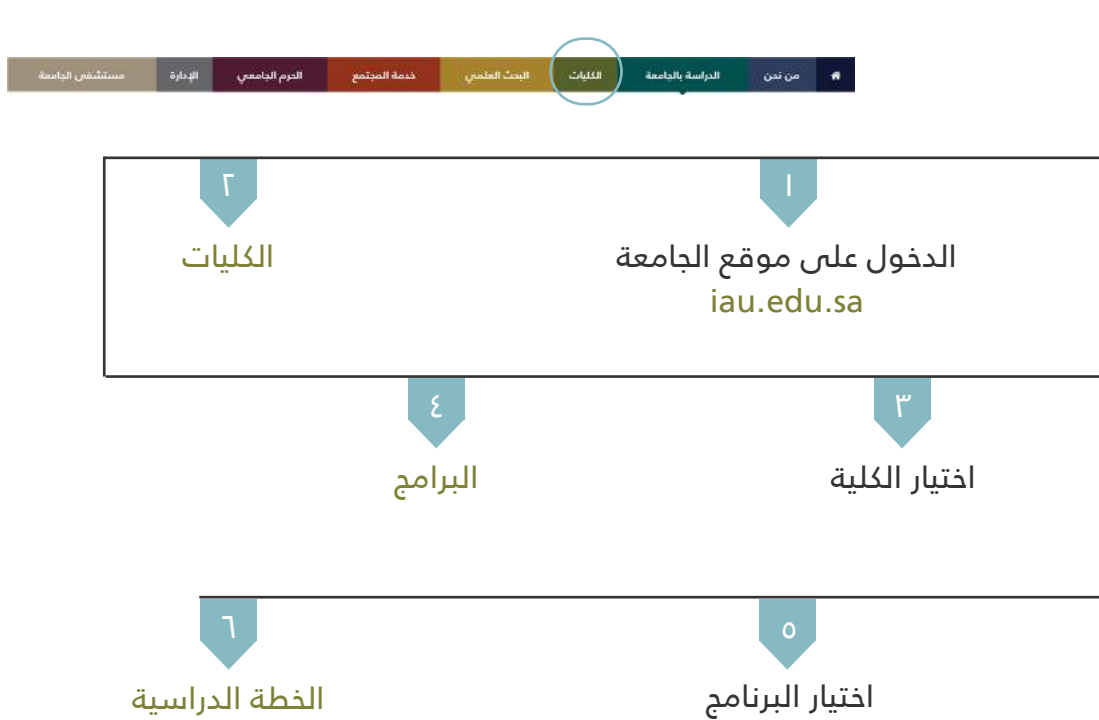 من نحن
الدراسة بالجامعة
الكليات
البحث العلمي
خدمة المجتمع
الحرم الجامعي
الإدارة
مستشفى الجامعة
١
الدخول على موقع الجامعة
iau.edu.sa
٢
الكليات
٣
اختيار الكلية
٤
البرامج
٥
اختيار البرنامج
٦
الخطة الدراسية